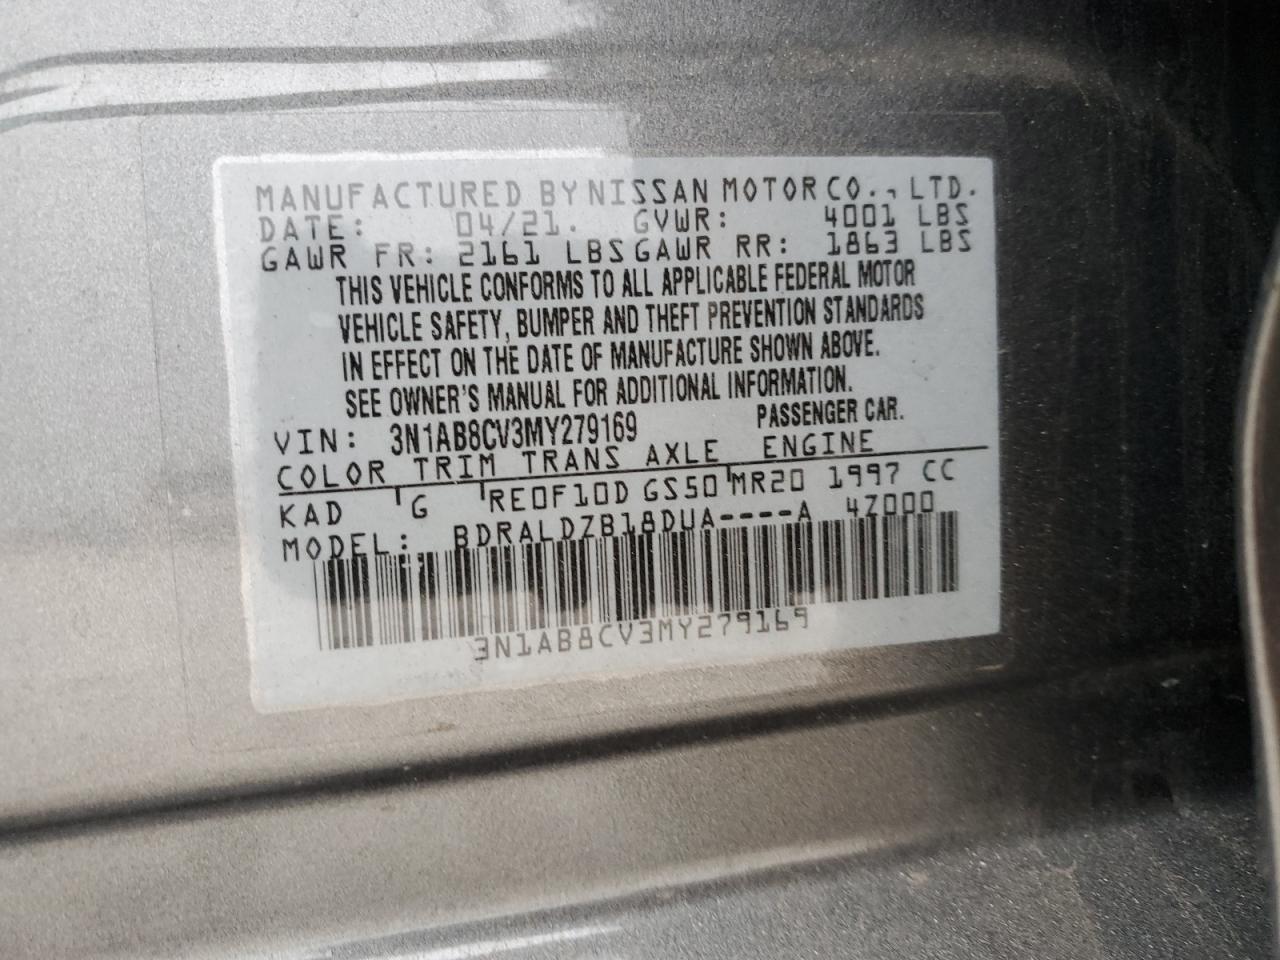 MANUFACTURED BY NISSAN MOTOR CO., LTD.
DATE: 04/21. GVWR: 4001 LBS
GAWR FR: 2161 LBS GAWR RR: 1863 LBS
THIS VEHICLE CONFORMS TO ALL APPLICABLE FEDERAL MOTOR
VEHICLE SAFETY, BUMPER AND THEFT PREVENTION STANDARDS
IN EFFECT ON THE DATE OF MANUFACTURE SHOWN ABOVE.
SEE OWNER'S MANUAL FOR ADDITIONAL INFORMATION.
VIN: 3N1AB8CV3MY279169 PASSENGER CAR.
COLOR TRIM TRANS AXLE ENGINE
KAD G RE0F10D GS50 MR20 1997 CC
MODEL: BDRALDZB18DUA----A 4Z000
3N1AB8CV3MY279169